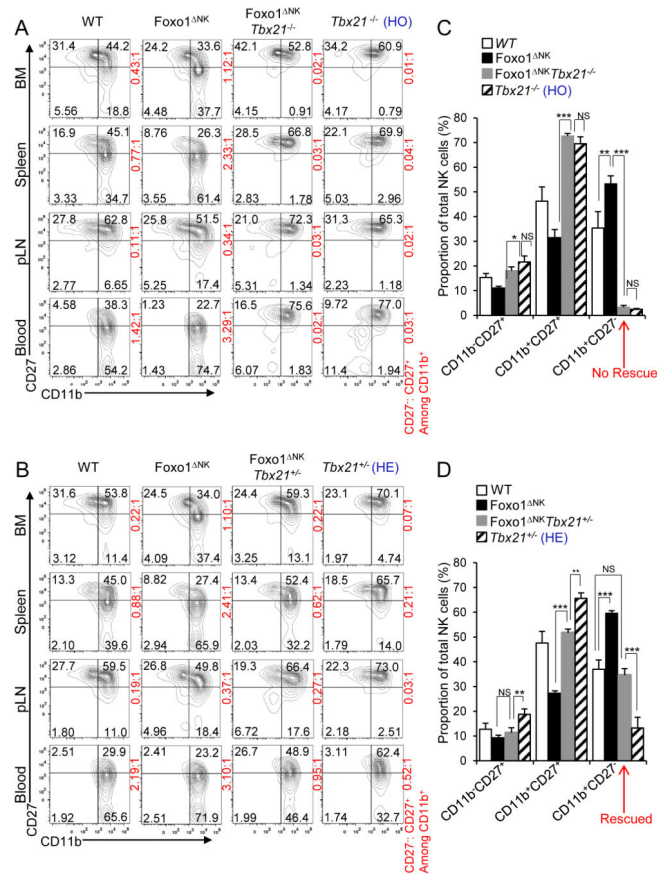 A
WT
Foxo1ΔNK
Foxo1ΔNK
Tbx21-/-
Tbx21-/- (HO)
BM
31.4 44.2
5.56 18.8
0.43:1
24.2 33.6
4.48 37.7
1.12:1
42.1 52.8
4.15 0.91
0.02:1
34.2 60.9
4.17 0.79
0.01:1
Spleen
16.9 45.1
3.33 34.7
0.77:1
8.76 26.3
3.55 61.4
2.33:1
28.5 66.8
2.83 1.78
0.03:1
22.1 69.9
5.03 2.96
0.04:1
pLN
27.8 62.8
2.77 6.65
0.11:1
25.8 51.5
5.25 17.4
0.34:1
21.0 72.3
5.31 1.34
0.03:1
31.3 65.3
2.23 1.18
0.02:1
Blood
4.58 38.3
2.86 54.2
1.42:1
1.23 22.7
1.43 74.7
3.29:1
16.5 75.6
6.07 1.83
0.02:1
9.72 77.0
11.4 1.94
0.03:1
CD27
CD11b
CD27-: CD27+
Among CD11b+
C
WT
Foxo1ΔNK
Foxo1ΔNKTbx21-/-
Tbx21-/- (HO)
Proportion of total NK cells (%)
80
70
60
50
40
30
20
10
0
* NS
*** NS
** ***
NS
CD11b-CD27+
CD11b+CD27+
CD11b+CD27-
No Rescue
B
WT
Foxo1ΔNK
Foxo1ΔNK
Tbx21+/-
Tbx21+/- (HE)
BM
31.6 53.8
3.12 11.4
0.22:1
24.5 34.0
4.09 37.4
1.10:1
24.4 59.3
3.25 13.1
0.22:1
23.1 70.1
1.97 4.74
0.07:1
Spleen
13.3 45.0
2.10 39.6
0.88:1
8.82 27.4
2.94 65.9
2.41:1
13.4 52.4
2.03 32.2
0.62:1
18.5 65.7
1.79 14.0
0.21:1
pLN
27.7 59.5
1.80 11.0
0.19:1
26.8 49.8
4.96 18.4
0.37:1
19.3 66.4
6.72 17.6
0.27:1
22.3 73.0
2.18 2.51
0.03:1
Blood
2.51 29.9
1.92 65.6
2.19:1
2.41 23.2
2.51 71.9
3.10:1
26.7 48.9
1.99 46.4
0.95:1
3.11 62.4
1.74 32.7
0.52:1
CD27
CD11b
CD27-: CD27+
Among CD11b+
D
WT
Foxo1ΔNK
Foxo1ΔNKTbx21+/-
Tbx21+/- (HE)
Proportion of total NK cells (%)
80
70
60
50
40
30
20
10
0
NS **
*** **
NS
*** ***
CD11b-CD27+
CD11b+CD27+
CD11b+CD27-
Rescued